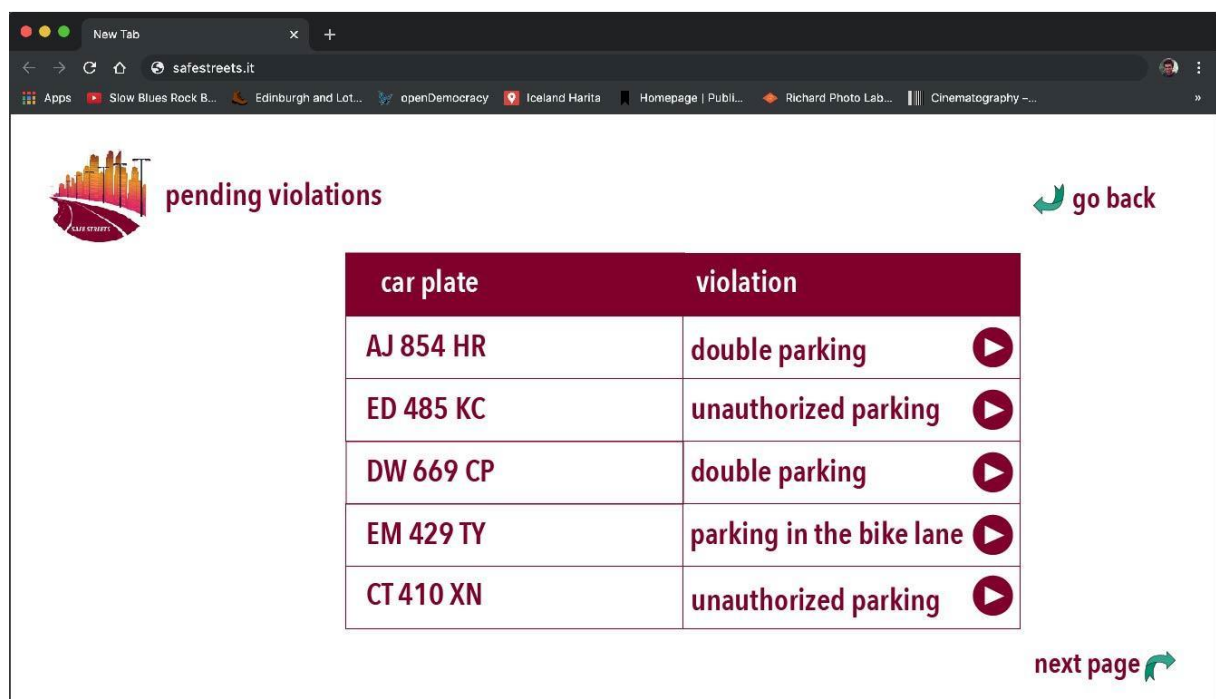 New Tab
safestreets.it
Apps Slow Blues Rock B... Edinburgh and Lot... openDemocracy Iceland Harita Homepage | Publi... Richard Photo Lab... Cinematography –... »
SAFE STREETS
pending violations
go back
car plate violation
AJ 854 HR double parking
ED 485 KC unauthorized parking
DW 669 CP double parking
EM 429 TY parking in the bike lane
CT 410 XN unauthorized parking
next page